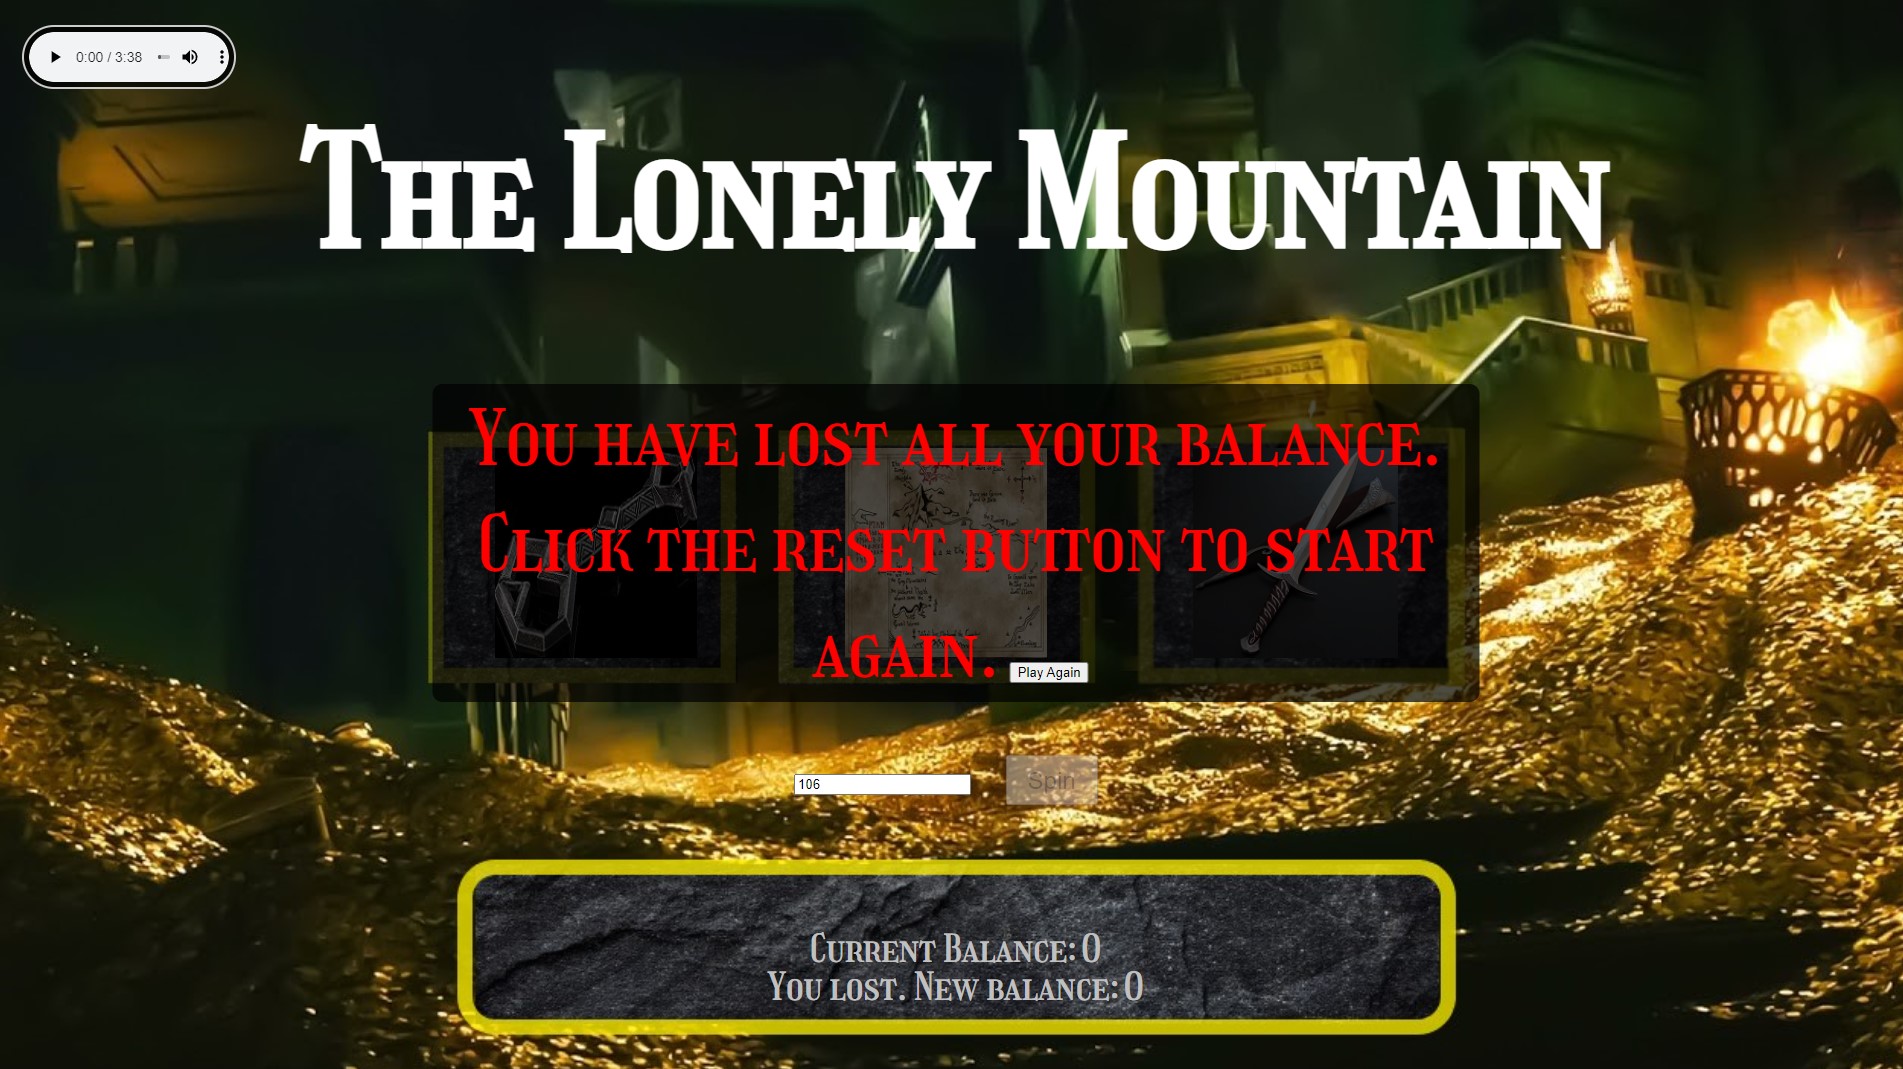 0:00 / 3:38
The Lonely Mountain
You have lost all your balance.
Click the reset button to start
again. Play Again
106 Spin
Current Balance: 0
You lost. New balance: 0